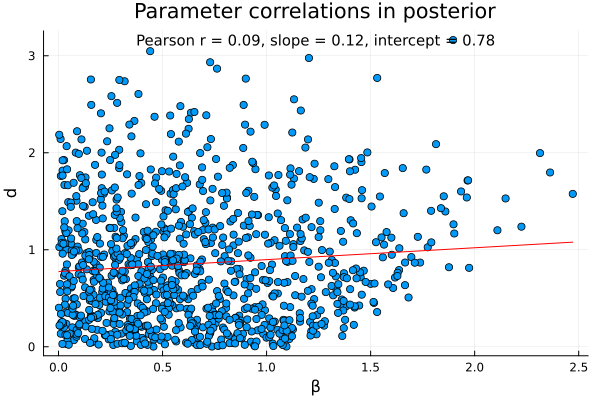 Parameter correlations in posterior
Pearson r = 0.09, slope = 0.12, intercept = 0.78
3
2
d
1
0
0.0 0.5 1.0 1.5 2.0 2.5
β